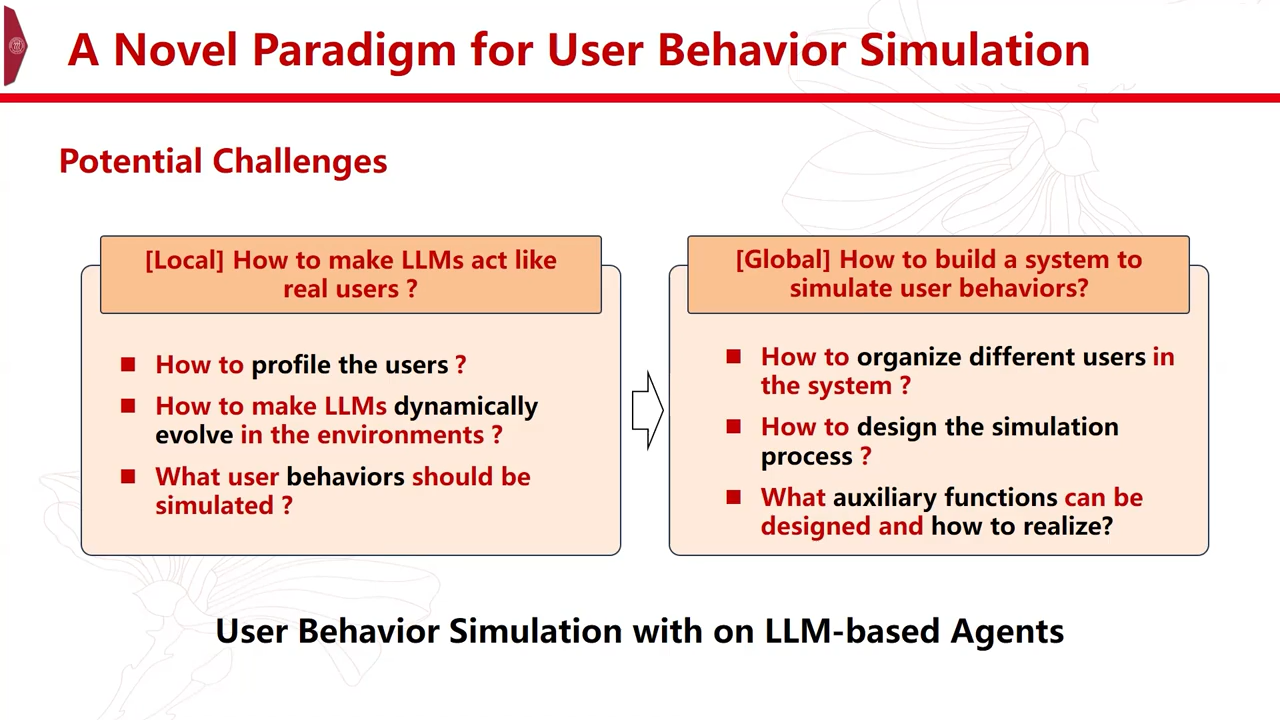 A Novel Paradigm for User Behavior Simulation
Potential Challenges
[Local] How to make LLMs act like
real users ?
■ How to profile the users ?
■ How to make LLMs dynamically
evolve in the environments ?
■ What user behaviors should be
simulated ?
[Global] How to build a system to
simulate user behaviors?
■ How to organize different users in
the system ?
■ How to design the simulation
process ?
■ What auxiliary functions can be
designed and how to realize?
User Behavior Simulation with on LLM-based Agents